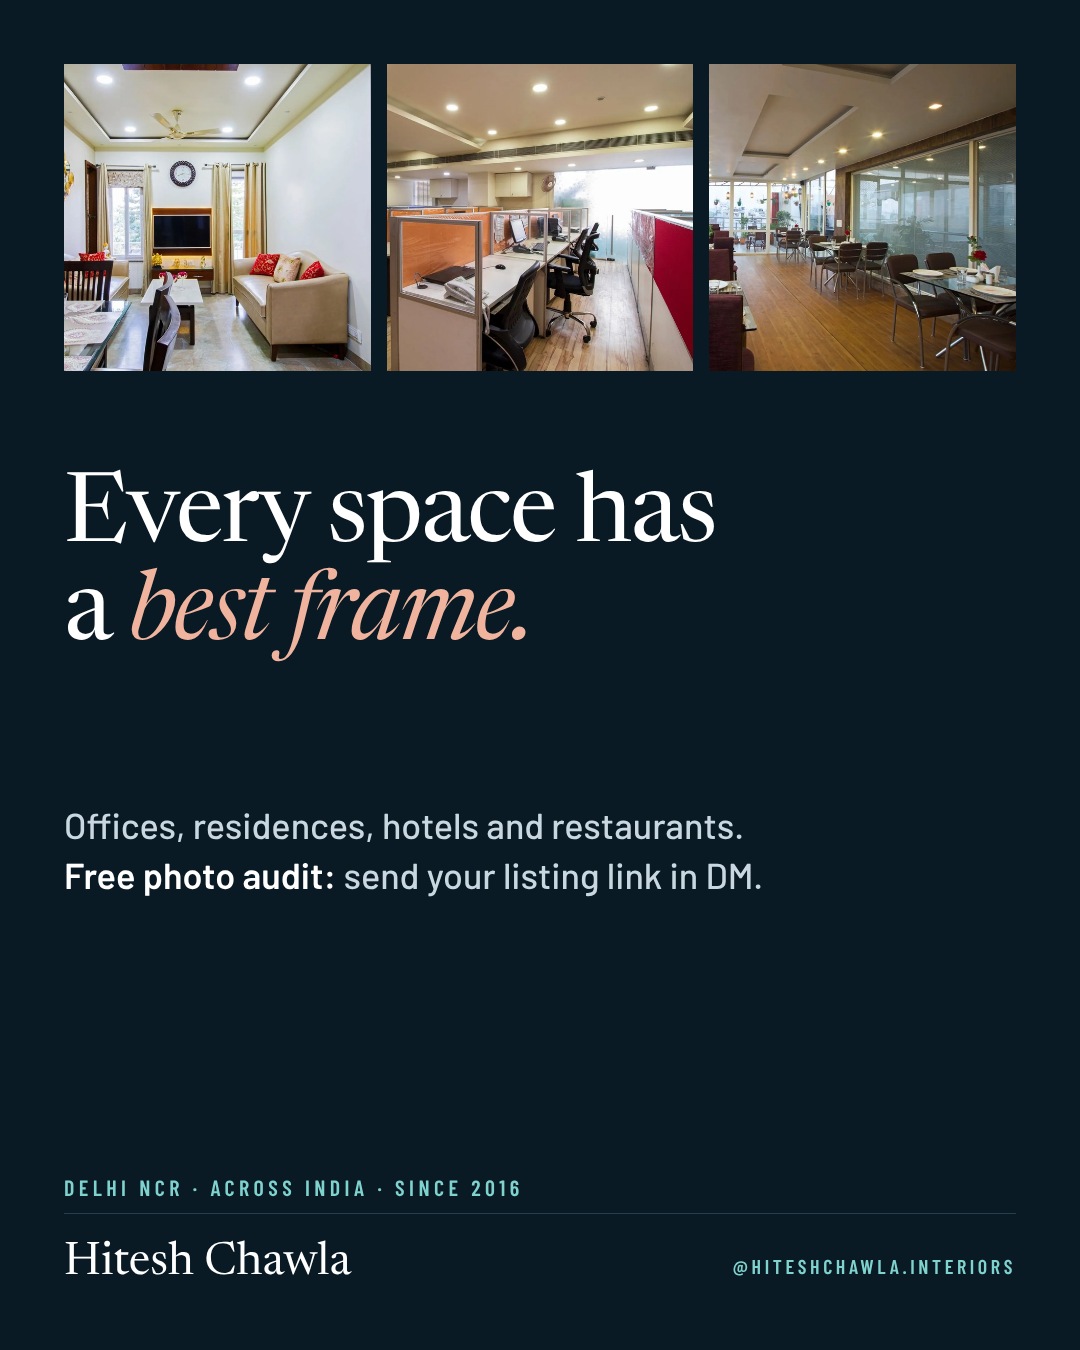 Every space has
a best frame.
Offices, residences, hotels and restaurants.
Free photo audit: send your listing link in DM.
DELHI NCR · ACROSS INDIA · SINCE 2016
Hitesh Chawla
@HITESHCHAWLA.INTERIORS